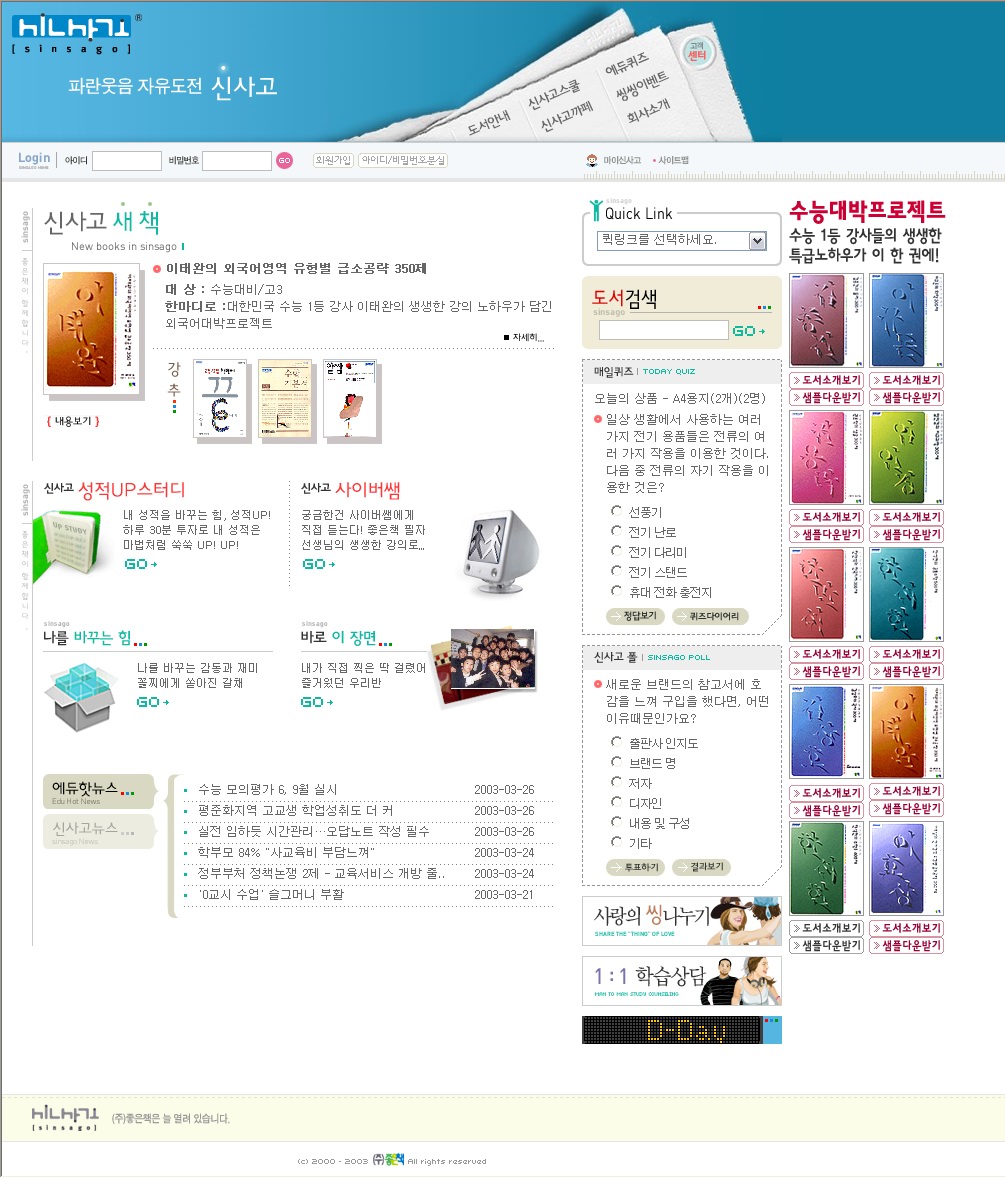 [sinsago]
파란웃음 자유도전 신사고
도서안내
신사고스쿨
신사고까페
에듀퀴즈
씽씽이벤트
회사소개
고객
센터
Login
아이디
비밀번호
GO
회원가입
아이디/비밀번호분실
마이신사고
사이트맵
sinsago
신사고 새 책
New books in sinsago
이태완의 외국어영역 유형별 급소공략 350제
대 상 : 수능대비/고3
한마디로 :대한민국 수능 1등 강사 이태완의 생생한 강의 노하우가 담긴
외국어대박프로젝트
자세히...
{ 내용보기 }
강
추
sinsago
신사고 성적UP스터디
UP STUDY
내 성적을 바꾸는 힘, 성적UP!
하루 30분 투자로 내 성적은
마법처럼 쑥쑥 UP! UP!
GO
신사고 사이버쌤
궁금한건 사이버쌤에게
직접 듣는다! 좋은책 필자
선생님의 생생한 강의로...
GO
sinsago
나를 바꾸는 힘...
나를 바꾸는 감동과 재미
꼴찌에게 쏟아진 갈채
GO
sinsago
바로 이 장면...
내가 직접 찍은 딱 걸렸어
즐거웠던 우리반
GO
에듀핫뉴스...
Edu Hot News
신사고뉴스...
sinsago News
수능 모의평가 6, 9월 실시 2003-03-26
평준화지역 고교생 학업성취도 더 커 2003-03-26
실전 임하듯 시간관리…오답노트 작성 필수 2003-03-26
학부모 84% "사교육비 부담느껴" 2003-03-24
정부부처 정책논쟁 2제 - 교육서비스 개방 줄.. 2003-03-24
'0교시 수업' 슬그머니 부활 2003-03-21
sinsago
Quick Link
퀵링크를 선택하세요.
도서검색
sinsago
GO
매일퀴즈 | TODAY QUIZ
오늘의 상품 - A4용지(2개)(2명)
일상 생활에서 사용하는 여러
가지 전기 용품들은 전류의 여
러 가지 작용을 이용한 것이다.
다음 중 전류의 자기 작용을 이
용한 것은?
선풍기
전기 난로
전기 다리미
전기 스탠드
휴대 전화 충전지
정답보기
퀴즈다이어리
신사고 폴 | SINSAGO POLL
새로운 브랜드의 참고서에 호
감을 느껴 구입을 했다면, 어떤
이유때문인가요?
출판사 인지도
브랜드 명
저자
디자인
내용 및 구성
기타
투표하기
결과보기
사랑의 씽나누기
SHARE THE "THING" OF LOVE
1:1 학습상담
MAN TO MAN STUDY COUNSELING
D-Day
수능대박프로젝트
수능 1등 강사들의 생생한
특급노하우가 이 한 권에!
도서소개보기 도서소개보기
샘플다운받기 샘플다운받기
도서소개보기 도서소개보기
샘플다운받기 샘플다운받기
도서소개보기 도서소개보기
샘플다운받기 샘플다운받기
도서소개보기 도서소개보기
샘플다운받기 샘플다운받기
도서소개보기 도서소개보기
샘플다운받기 샘플다운받기
[sinsago]
(주)좋은책은 늘 열려 있습니다.
(c) 2000 - 2003 (주)좋은책 All rights reserved